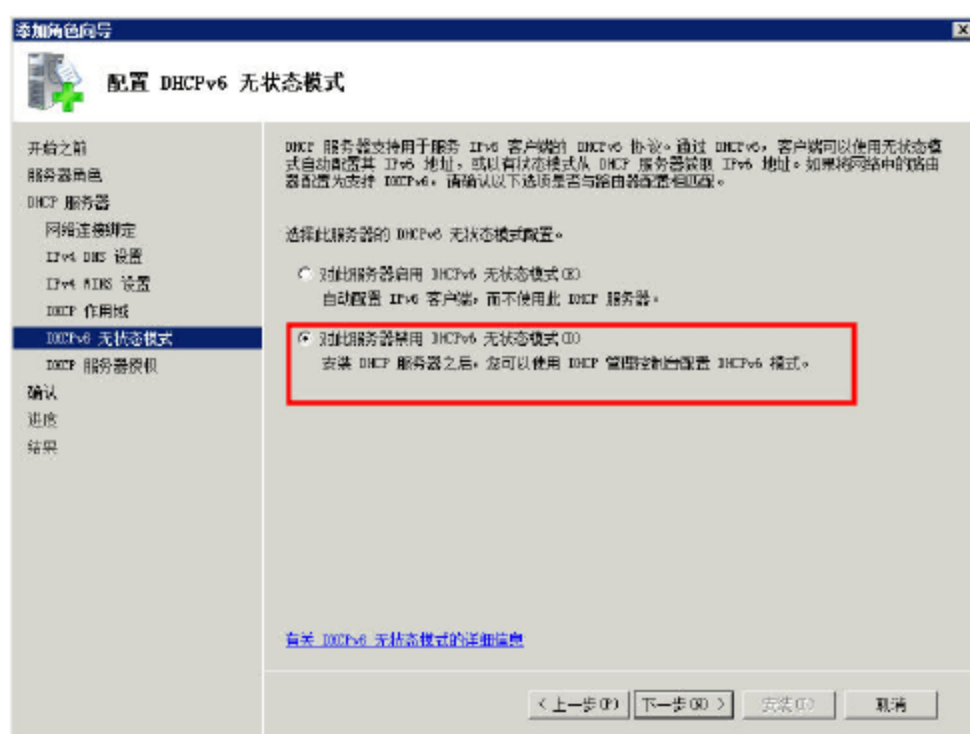 添加角色向导
配置 DHCPv6 无状态模式
开始之前
服务器角色
DHCP 服务器
网络连接绑定
IPv4 DNS 设置
IPv4 WINS 设置
DHCP 作用域
DHCPv6 无状态模式
DHCP 服务器授权
确认
进度
结果
DHCP 服务器支持用于服务 IPv6 客户端的 DHCPv6 协议。通过 DHCPv6，客户端可以使用无状态模
式自动配置其 IPv6 地址，或以有状态模式从 DHCP 服务器获取 IPv6 地址。如果将网络中的路由
器配置为支持 DHCPv6，请确认以下选项是否与路由器配置相匹配。
选择此服务器的 DHCPv6 无状态模式配置。
对此服务器启用 DHCPv6 无状态模式(E)
自动配置 IPv6 客户端，而不使用此 DHCP 服务器。
对此服务器禁用 DHCPv6 无状态模式(D)
安装 DHCP 服务器之后，您可以使用 DHCP 管理控制台配置 DHCPv6 模式。
有关 DHCPv6 无状态模式的详细信息
< 上一步(P) 下一步(N) > 安装(I) 取消